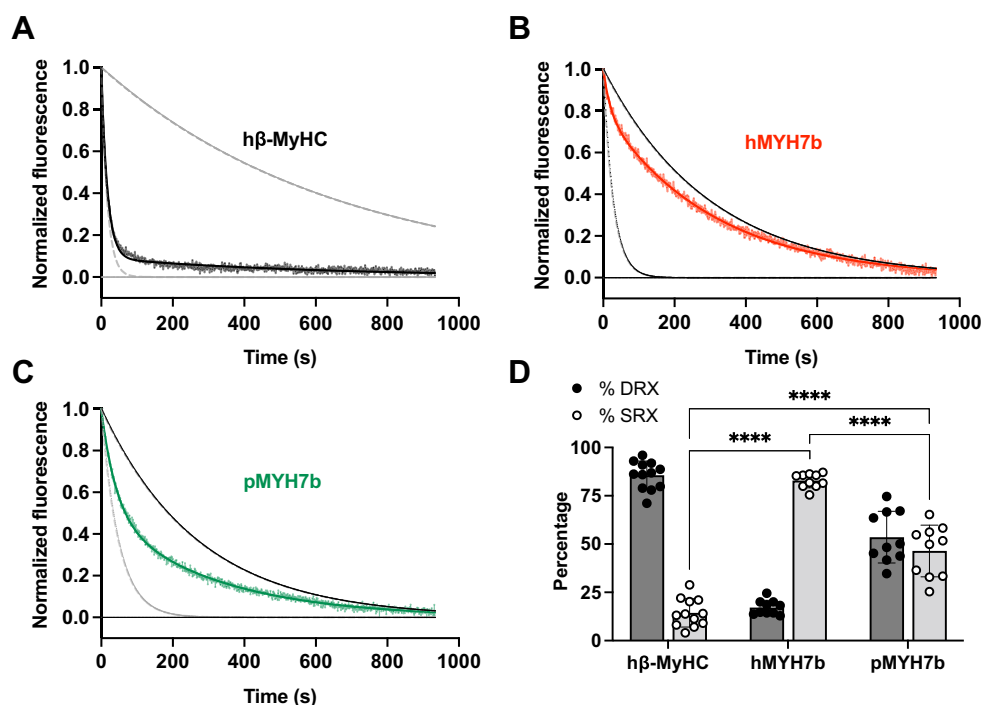 A
Normalized fluorescence
1.0
0.8
0.6
0.4
0.2
0.0
hβ-MyHC
0 200 400 600 800 1000
Time (s)
B
Normalized fluorescence
1.0
0.8
0.6
0.4
0.2
0.0
hMYH7b
0 200 400 600 800 1000
Time (s)
C
Normalized fluorescence
1.0
0.8
0.6
0.4
0.2
0.0
pMYH7b
0 200 400 600 800 1000
Time (s)
D
% DRX
% SRX
****
**** ****
Percentage
100
75
50
25
0
hβ-MyHC hMYH7b pMYH7b